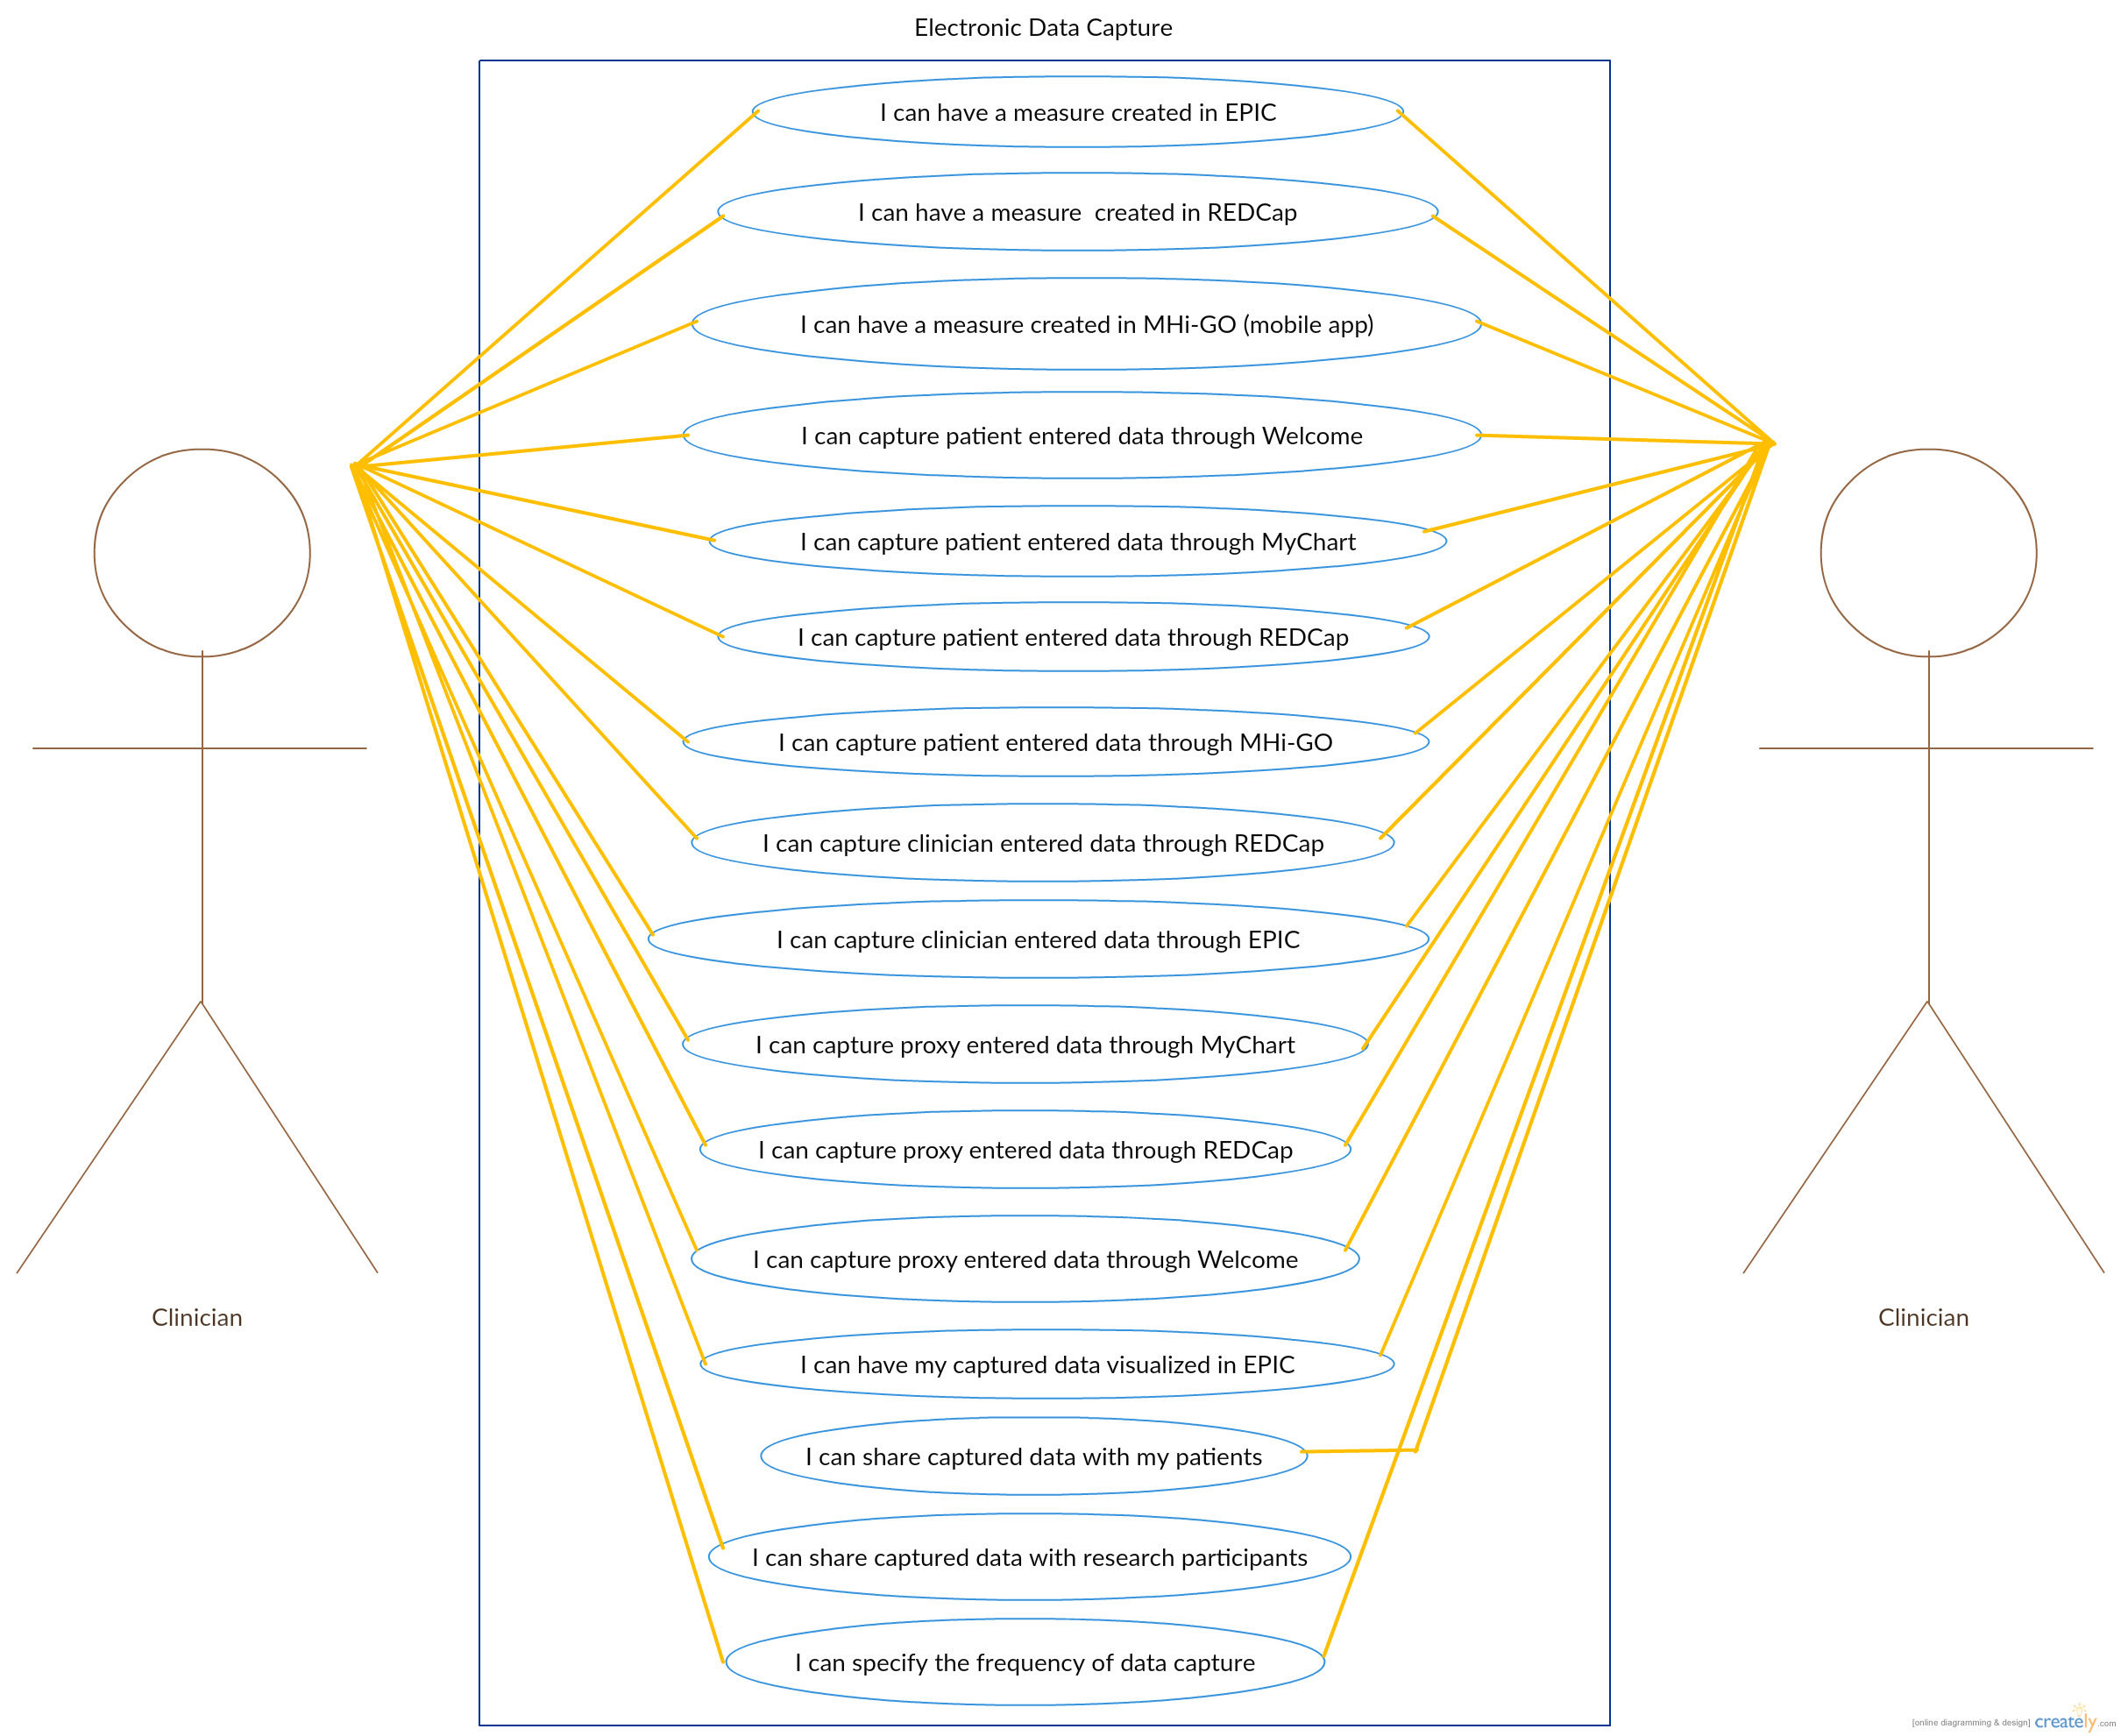 Electronic Data Capture
I can have a measure created in EPIC
I can have a measure  created in REDCap
I can have a measure created in MHi-GO (mobile app)
I can capture patient entered data through Welcome
I can capture patient entered data through MyChart
I can capture patient entered data through REDCap
I can capture patient entered data through MHi-GO
I can capture clinician entered data through REDCap
I can capture clinician entered data through EPIC
I can capture proxy entered data through MyChart
I can capture proxy entered data through REDCap
I can capture proxy entered data through Welcome
Clinician
Clinician
I can have my captured data visualized in EPIC
I can share captured data with my patients
I can share captured data with research participants
I can specify the frequency of data capture
[online diagramming & design] creately.com